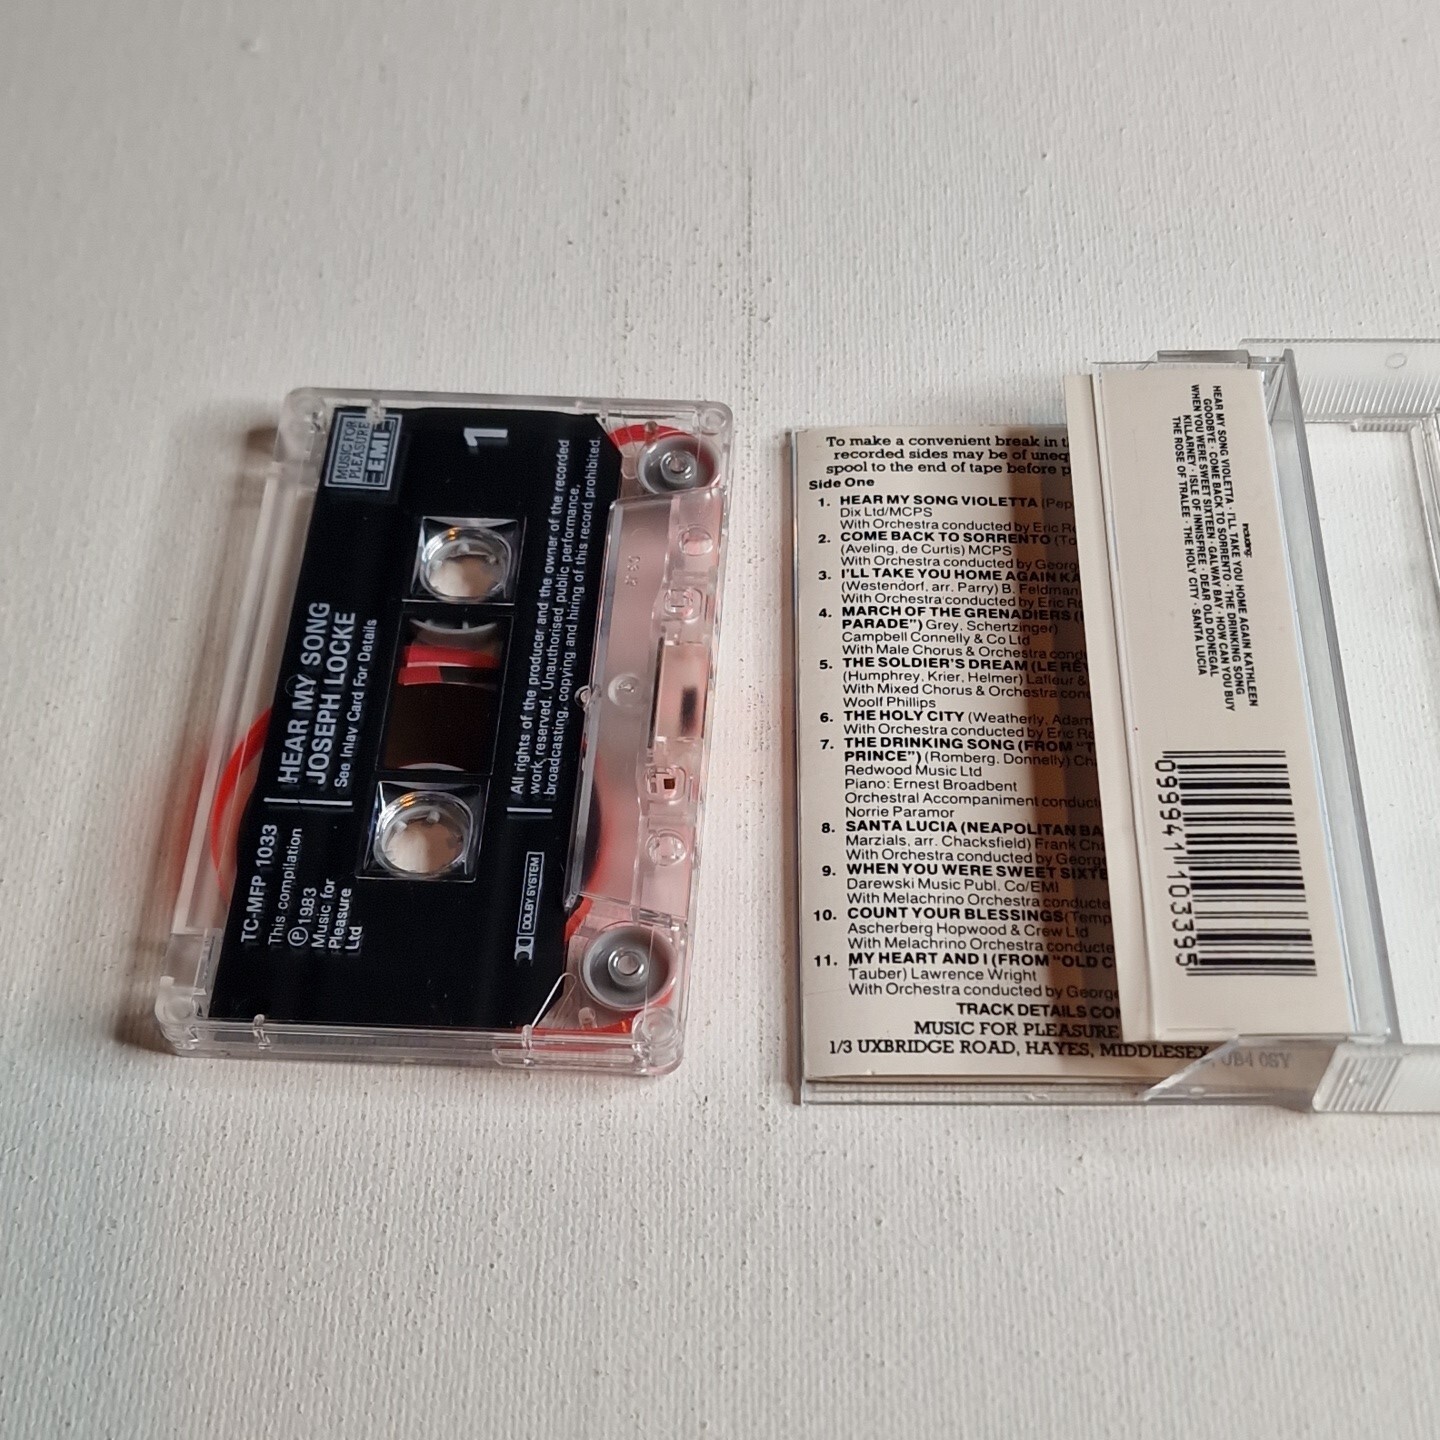 MUSIC FOR
PLEASURE
EMI
1
HEAR MY SONG
JOSEPH LOCKE
See Inlay Card For Details
TC-MFP 1033
This compilation
Ⓟ 1983
Music for
Pleasure
Ltd
All rights of the producer and the owner of the recorded
work reserved. Unauthorised public performance,
broadcasting, copying and hiring of this record prohibited.
DOLBY SYSTEM
To make a convenient break in
recorded sides may be of
spool to the end of tape before
Side One
1. HEAR MY SONG VIOLETTA
Dix Ltd/MCPS
With Orchestra conducted by Eric
2. COME BACK TO SORRENTO
(Aveling, de Curtis) MCPS
With Orchestra conducted by
3. I'LL TAKE YOU HOME AGAIN
(Westendorf, arr. Parry) B. Feldman
With Orchestra conducted by Eric
4. MARCH OF THE GRENADIERS
PARADE") Grey, Schertzinger)
Campbell Connelly & Co Ltd
With Male Chorus & Orchestra
5. THE SOLDIER'S DREAM (LE
(Humphrey, Krier, Helmer) Lafleur &
With Mixed Chorus & Orchestra
Woolf Phillips
6. THE HOLY CITY (Weatherly, Adam
With Orchestra conducted by Eric
7. THE DRINKING SONG (FROM
PRINCE") (Romberg, Donnelly)
Redwood Music Ltd
Piano: Ernest Broadbent
Orchestral Accompaniment
Norrie Paramor
8. SANTA LUCIA (NEAPOLITAN
Marzials, arr. Chacksfield) Frank
With Orchestra conducted by
9. WHEN YOU WERE SWEET
Darewski Music Publ. Co/EMI
With Melachrino Orchestra
10. COUNT YOUR BLESSINGS
Ascherberg Hopwood & Crew Ltd
With Melachrino Orchestra
11. MY HEART AND I (FROM "OLD
Tauber) Lawrence Wright
With Orchestra conducted by
TRACK DETAILS
MUSIC FOR PLEASURE
1/3 UXBRIDGE ROAD, HAYES, MIDDLESEX, UB4 0SY
including:
HEAR MY SONG VIOLETTA · I'LL TAKE YOU HOME AGAIN KATHLEEN
GOODBYE · COME BACK TO SORRENTO · THE DRINKING SONG
WHEN YOU WERE SWEET SIXTEEN · GALWAY BAY · HOW CAN YOU BUY
KILLARNEY · ISLE OF INNISFREE · DEAR OLD DONEGAL
THE ROSE OF TRALEE · THE HOLY CITY · SANTA LUCIA
0 99941 10339 5